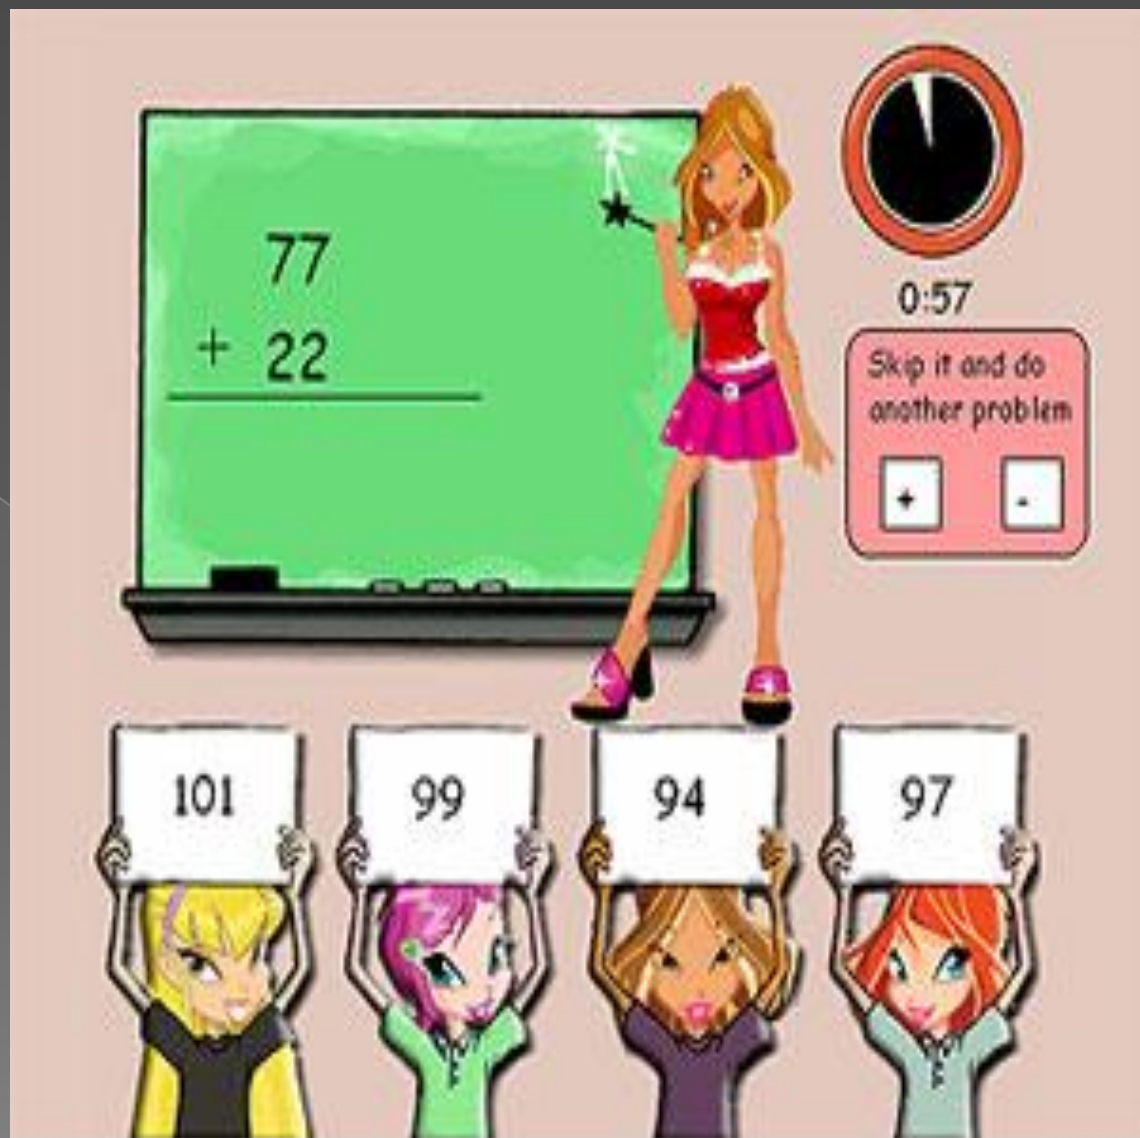 77
+ 22
0:57
Skip it and do
another problem
+ -
101 99 94 97